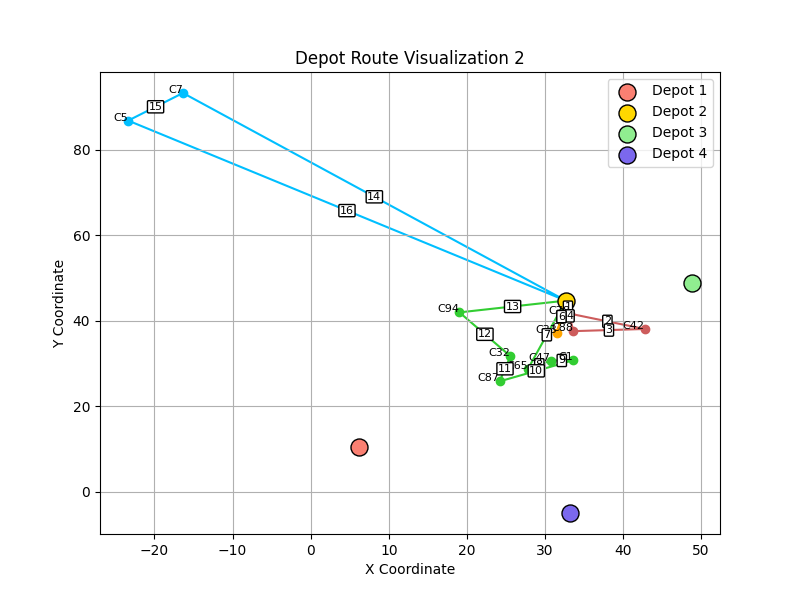 Depot Route Visualization 2
Depot 1
Depot 2
Depot 3
Depot 4
C7
C5
15
14
16
C94
13
1
6
4
2
C42
3
C38
7
12
C32
C47
C1
9
11
10
C87
80
60
40
20
0
Y Coordinate
−20
−10
0
10
20
30
40
50
X Coordinate